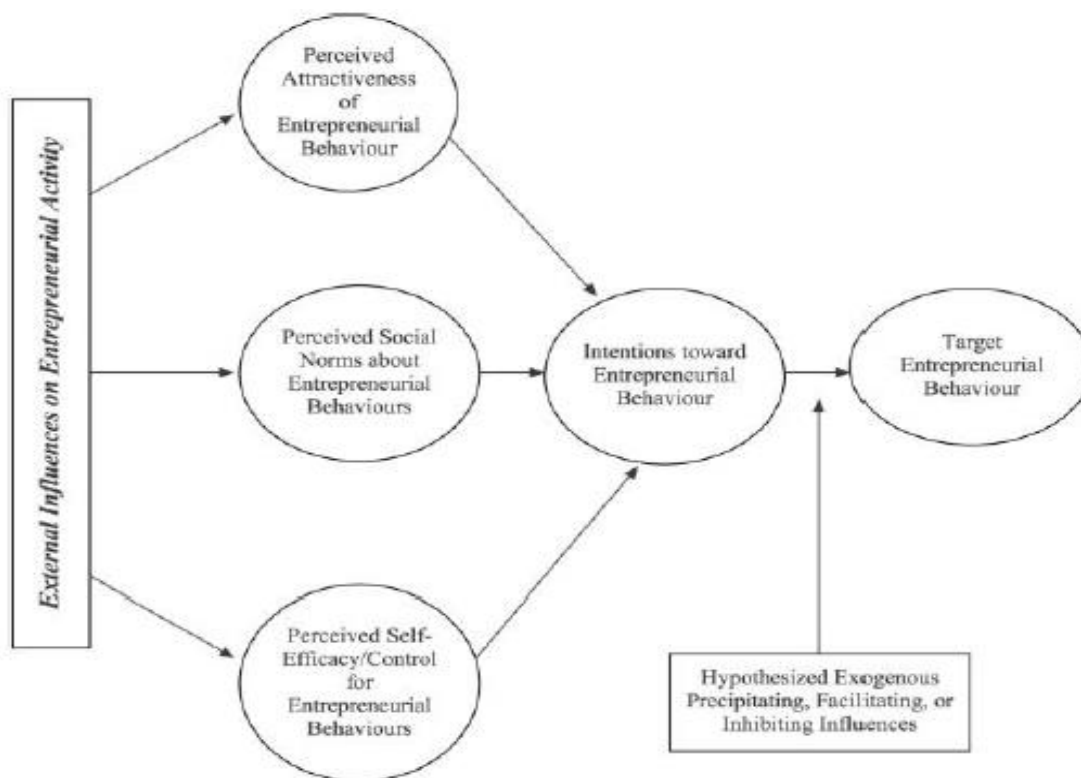 External Influences on Entrepreneurial Activity
Perceived
Attractiveness
of
Entrepreneurial
Behaviour
Perceived Social
Norms about
Entrepreneurial
Behaviours
Perceived Self-
Efficacy/Control
for
Entrepreneurial
Behaviours
Intentions toward
Entrepreneurial
Behaviour
Target
Entrepreneurial
Behaviour
Hypothesized Exogenous
Precipitating, Facilitating, or
Inhibiting Influences